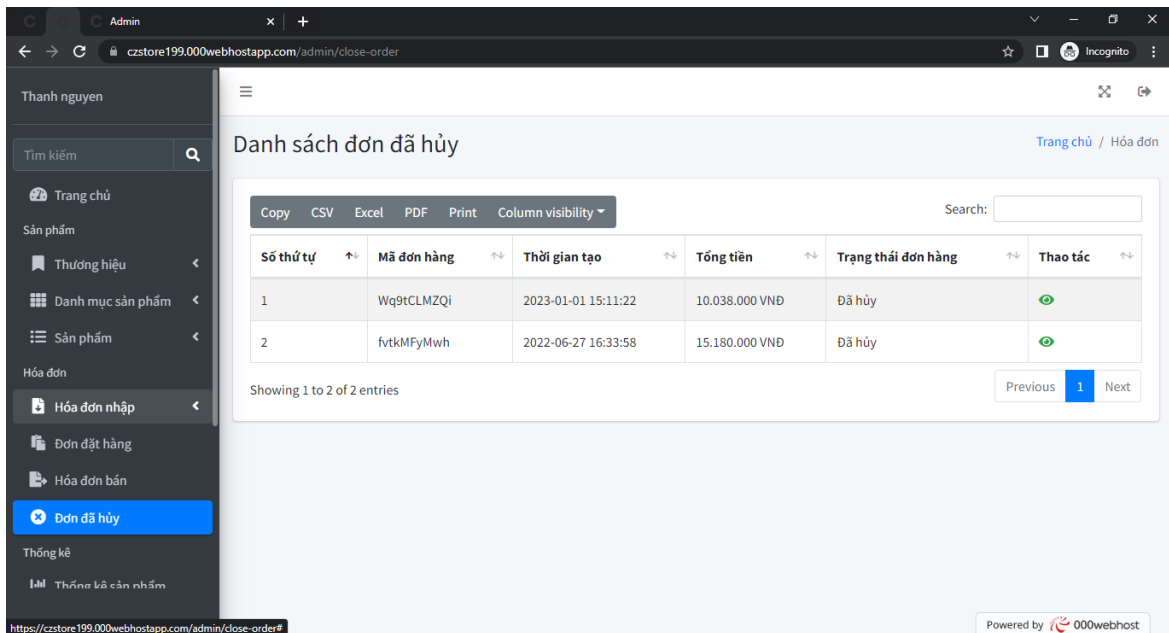 Admin
czstore199.000webhostapp.com/admin/close-order
Incognito
Thanh nguyen
Tìm kiếm
Trang chủ
Sản phẩm
Thương hiệu
Danh mục sản phẩm
Sản phẩm
Hóa đơn
Hóa đơn nhập
Đơn đặt hàng
Hóa đơn bán
Đơn đã hủy
Thống kê
Thống kê sản phẩm
https://czstore199.000webhostapp.com/admin/close-order#
Danh sách đơn đã hủy
Trang chủ / Hóa đơn
Copy CSV Excel PDF Print Column visibility
Search:
Số thứ tự Mã đơn hàng Thời gian tạo Tổng tiền Trạng thái đơn hàng Thao tác
1 Wq9tCLMZQi 2023-01-01 15:11:22 10.038.000 VNĐ Đã hủy
2 fvtkMFyMwh 2022-06-27 16:33:58 15.180.000 VNĐ Đã hủy
Showing 1 to 2 of 2 entries
Previous 1 Next
Powered by 000webhost